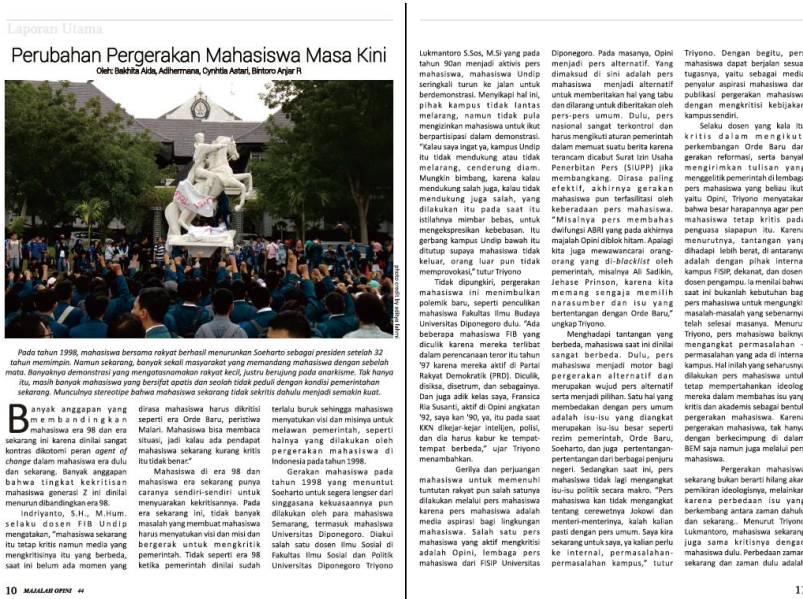 Laporan Utama
Perubahan Pergerakan Mahasiswa Masa Kini
Oleh: Bakhita Aida, Adihermana, Cynhtia Astari, Bintoro Anjar R
photo credit by aditya fahmi
Pada tahun 1998, mahasiswa bersama rakyat berhasil menurunkan Soeharto sebagai presiden setelah 32
tahun memimpin. Namun sekarang, banyak sekali masyarakat yang memandang mahasiswa dengan sebelah
mata. Banyaknya demonstrasi yang mengatasnamakan rakyat kecil, justru berujung pada anarkisme. Tak hanya
itu, masih banyak mahasiswa yang bersifat apatis dan seolah tidak peduli dengan kondisi pemerintahan
sekarang. Munculnya stereotipe bahwa mahasiswa sekarang tidak sekritis dahulu menjadi semakin kuat.
Banyak anggapan yang
membandingkan
mahasiswa era 98 dan era
sekarang ini karena dinilai sangat
kontras dikotomi peran agent of
change dalam mahasiswa era dulu
dan sekarang. Banyak anggapan
bahwa tingkat kekritisan
mahasiswa generasi Z ini dinilai
menurun dibandingkan era 98.
Indriyanto, S.H., M.Hum.
selaku dosen FIB Undip
mengatakan, "mahasiswa sekarang
itu tetap kritis namun media yang
mengkritisinya itu yang berbeda,
saat ini belum ada momen yang
dirasa mahasiswa harus dikritisi
seperti era Orde Baru, peristiwa
Malari. Mahasiswa bisa membaca
situasi, jadi kalau ada pendapat
mahasiswa sekarang kurang kritis
itu tidak benar."
Mahasiswa di era 98 dan
mahasiswa era sekarang punya
caranya sendiri-sendiri untuk
menyuarakan kekritisannya. Pada
era sekarang ini, tidak banyak
masalah yang membuat mahasiswa
harus menyatukan visi dan misi dan
bergerak untuk mengkritik
pemerintah. Tidak seperti era 98
ketika pemerintah dinilai sudah
terlalu buruk sehingga mahasiswa
menyatukan visi dan misinya untuk
melawan pemerintah, seperti
halnya yang dilakukan oleh
pergerakan mahasiswa di
Indonesia pada tahun 1998.
Gerakan mahasiswa pada
tahun 1998 yang menuntut
Soeharto untuk segera lengser dari
singgasana kekuasaannya pun
dilakukan oleh para mahasiswa
Semarang, termasuk mahasiswa
Universitas Diponegoro. Diakui
salah satu dosen Ilmu Sosial di
Fakultas Ilmu Sosial dan Politik
Universitas Diponegoro Triyono
10 MAJALAH OPINI 44
Lukmantoro S.Sos, M.Si yang pada
tahun 90an menjadi aktivis pers
mahasiswa, mahasiswa Undip
seringkali turun ke jalan untuk
berdemonstrasi. Menyikapi hal ini,
pihak kampus tidak lantas
melarang, namun tidak pula
mengizinkan mahasiswa untuk ikut
berpartisipasi dalam demonstrasi.
"Kalau saya ingat ya, kampus Undip
itu tidak mendukung atau tidak
melarang, cenderung diam.
Mungkin bimbang, karena kalau
mendukung salah juga, kalau tidak
mendukung juga salah, yang
dilakukan itu pada saat itu
istilahnya mimbar bebas, untuk
mengekspresikan kebebasan. Itu
gerbang kampus Undip bawah itu
ditutup supaya mahasiswa tidak
keluar, orang luar pun tidak
memprovokasi," tutur Triyono
Tidak dipungkiri, pergerakan
mahasiswa ini menimbulkan
polemik baru, seperti penculikan
mahasiswa Fakultas Ilmu Budaya
Universitas Diponegoro dulu. "Ada
beberapa mahasiswa FIB yang
diculik karena mereka terlibat
dalam perencanaan teror itu tahun
'97 karena mereka aktif di Partai
Rakyat Demokratik (PRD). Diculik,
disiksa, disetrum, dan sebagainya.
Dan juga adik kelas saya, Fransisca
Ria Susanti, aktif di Opini angkatan
'92, saya kan '90, ya, itu pada saat
KKN dikejar-kejar intelijen, polisi,
dan dia harus kabur ke tempat-
tempat berbeda," ujar Triyono
menambahkan.
Gerilya dan perjuangan
mahasiswa untuk memenuhi
tuntutan rakyat pun salah satunya
dilakukan melalui pers mahasiswa
karena pers mahasiswa adalah
media aspirasi bagi lingkungan
mahasiswa. Salah satu pers
mahasiswa yang aktif mengkritisi
adalah Opini, lembaga pers
mahasiswa dari FISIP Universitas
Diponegoro. Pada masanya, Opini
menjadi pers alternatif. Yang
dimaksud di sini adalah pers
mahasiswa menjadi alternatif
untuk memberitakan hal yang tabu
dan dilarang untuk diberitakan oleh
pers-pers umum. Dulu, pers
nasional sangat terkontrol dan
harus mengikuti aturan pemerintah
dalam memuat suatu berita karena
terancam dicabut Surat Izin Usaha
Penerbitan Pers (SIUPP) jika
membangkang. Dirasa paling
efektif, akhirnya gerakan
mahasiswa pun terfasilitasi oleh
keberadaan pers mahasiswa.
"Misalnya pers membahas
dwifungsi ABRI yang pada akhirnya
majalah Opini diblok hitam. Apalagi
kita juga mewawancarai orang-
orang yang di-blacklist oleh
pemerintah, misalnya Ali Sadikin,
Jehase Prinson, karena kita
memang sengaja memilih
narasumber dan isu yang
bertentangan dengan Orde Baru,"
ungkap Triyono.
Menghadapi tantangan yang
berbeda, mahasiswa saat ini dinilai
sangat berbeda. Dulu, pers
mahasiswa menjadi motor bagi
pergerakan alternatif dan
merupakan wujud pers alternatif
serta menjadi pilihan. Satu hal yang
membedakan dengan pers umum
adalah isu-isu yang diangkat
merupakan isu-isu besar seperti
rezim pemerintah, Orde Baru,
Soeharto, dan juga pertentangan-
pertentangan dari berbagai penjuru
negeri. Sedangkan saat ini, pers
mahasiswa tidak lagi mengangkat
isu-isu politik secara makro. "Pers
mahasiswa kan tidak mengangkat
tentang cerewetnya Jokowi dan
menteri-menterinya, kalah kalian
pasti dengan pers umum. Saya kira
sekarang untuk saya, ya kalian perlu
ke internal, permasalahan-
permasalahan kampus," tutur
Triyono. Dengan begitu, pers
mahasiswa dapat berjalan sesuai
tugasnya, yaitu sebagai media
penyalur aspirasi mahasiswa dan
publikasi pergerakan mahasiswa
dengan mengkritisi kebijakan
kampus sendiri.
Selaku dosen yang kala itu
kritis dalam mengikuti
perkembangan Orde Baru dan
gerakan reformasi, serta banyak
mengirimkan tulisan yang
menggelitik pemerintah di lembaga
pers mahasiswa yang beliau ikut
yaitu Opini, Triyono menyatakan
bahwa besar harapannya agar pers
mahasiswa tetap kritis pada
penguasa siapapun itu. Karena
menurutnya, tantangan yang
dihadapi lebih berat, di antaranya
adalah dengan pihak internal
kampus FISIP, dekanat, dan dosen-
dosen pengampu. Ia menilai bahwa
saat ini bukanlah kebutuhan bagi
pers mahasiswa untuk mengungkit
masalah-masalah yang sebenarnya
telah selesai masanya. Menurut
Triyono, pers mahasiswa baiknya
mengangkat permasalahan -
permasalahan yang ada di internal
kampus. Hal inilah yang seharusnya
dilakukan pers mahasiswa untuk
tetap mempertahankan ideologi
mereka dalam membahas isu yang
kritis dan akademis sebagai bentuk
pergerakan mahasiswa. Karena
pergerakan mahasiswa, tak hanya
dengan berkecimpung di dalam
BEM saja namun juga melalui pers
mahasiswa.
Pergerakan mahasiswa
sekarang bukan berarti hilang akan
pemikiran ideologisnya, melainkan
karena perbedaan isu yang
berkembang antara zaman dahulu
dan sekarang.. Menurut Triyono
Lukmantoro, mahasiswa sekarang
juga sama kritisnya dengan
mahasiswa dulu. Perbedaan zaman
sekarang dan zaman dulu adalah